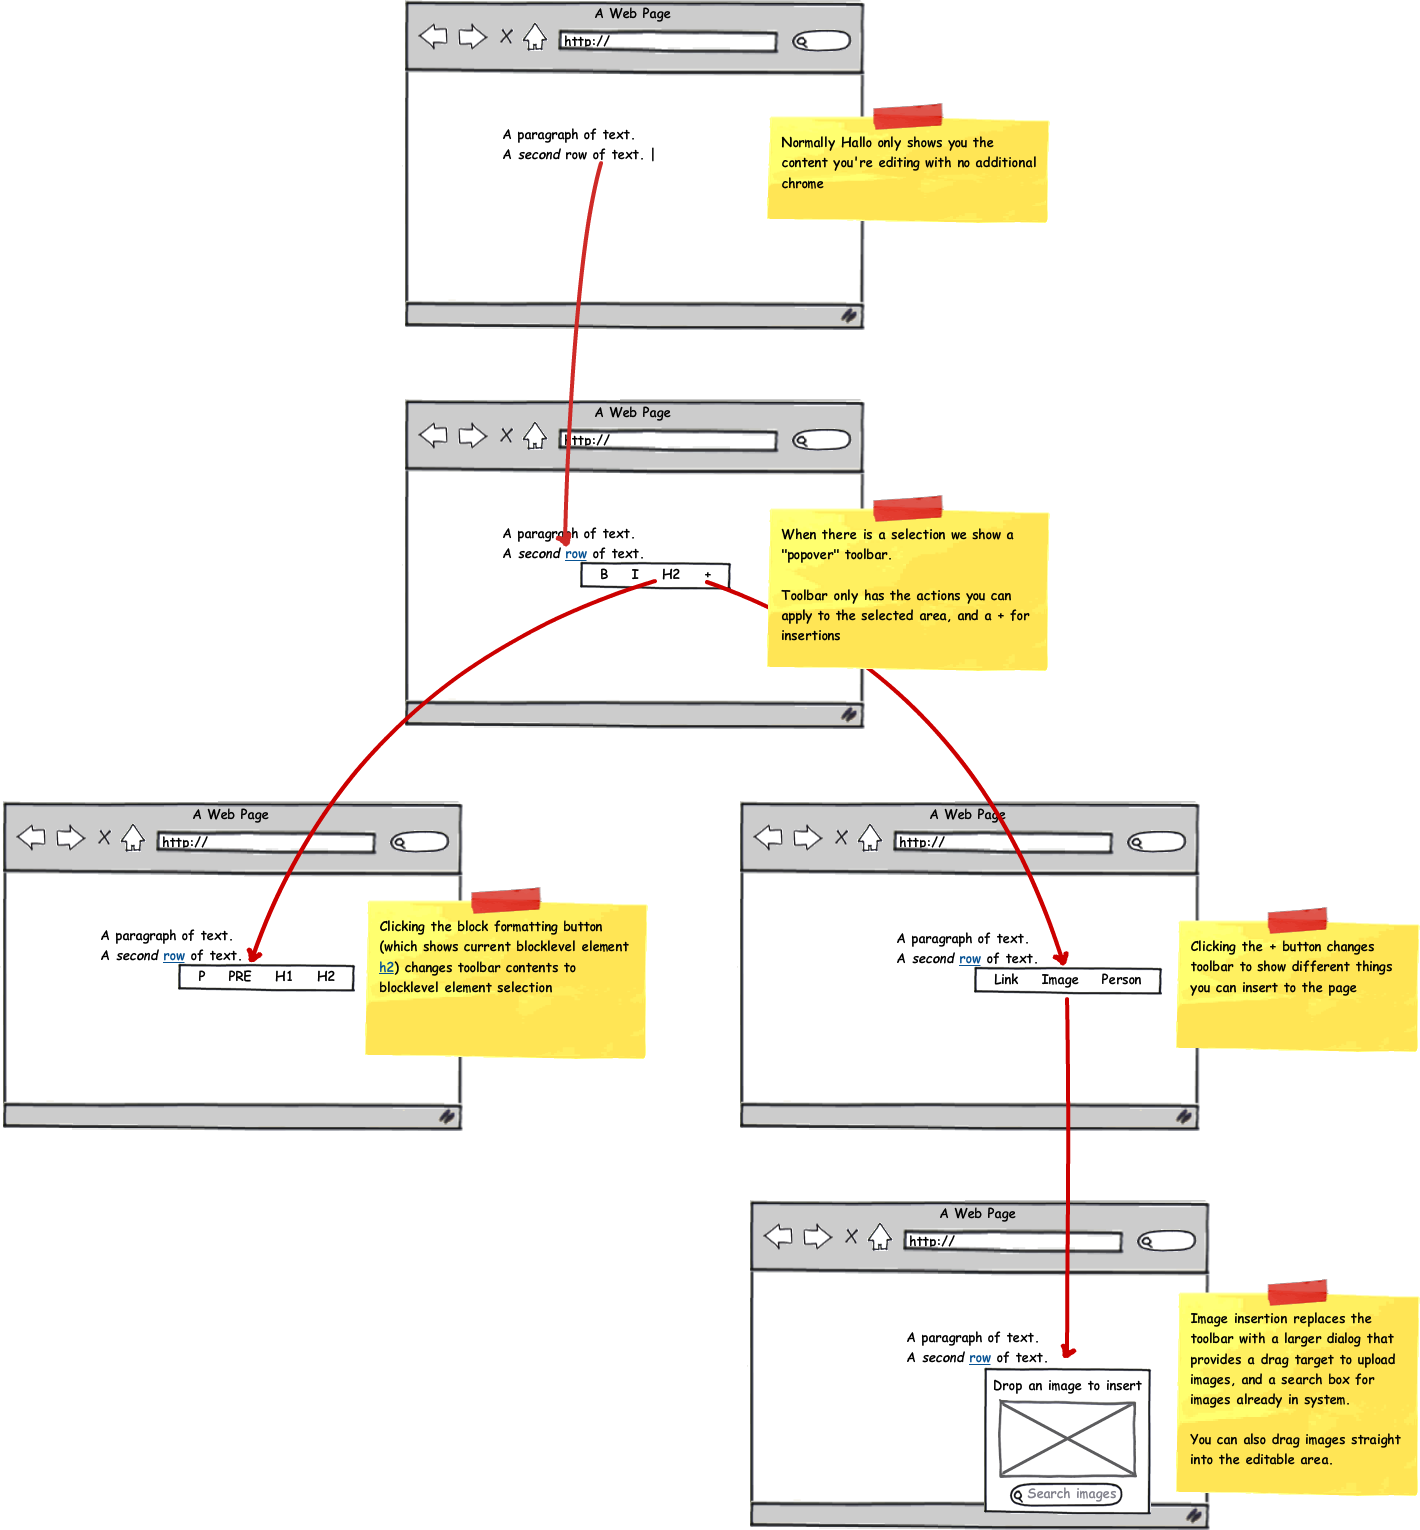 A Web Page
http://
A paragraph of text.
A second row of text. |
Normally Hallo only shows you the
content you're editing with no additional
chrome
A Web Page
http://
A paragraph of text.
A second row of text.
B I H2 +
When there is a selection we show a
"popover" toolbar.
Toolbar only has the actions you can
apply to the selected area, and a + for
insertions
A Web Page
http://
A paragraph of text.
A second row of text.
P PRE H1 H2
Clicking the block formatting button
(which shows current blocklevel element
h2) changes toolbar contents to
blocklevel element selection
A Web Page
http://
A paragraph of text.
A second row of text.
Link Image Person
Clicking the + button changes
toolbar to show different things
you can insert to the page
A Web Page
http://
A paragraph of text.
A second row of text.
Drop an image to insert
Search images
Image insertion replaces the
toolbar with a larger dialog that
provides a drag target to upload
images, and a search box for
images already in system.
You can also drag images straight
into the editable area.